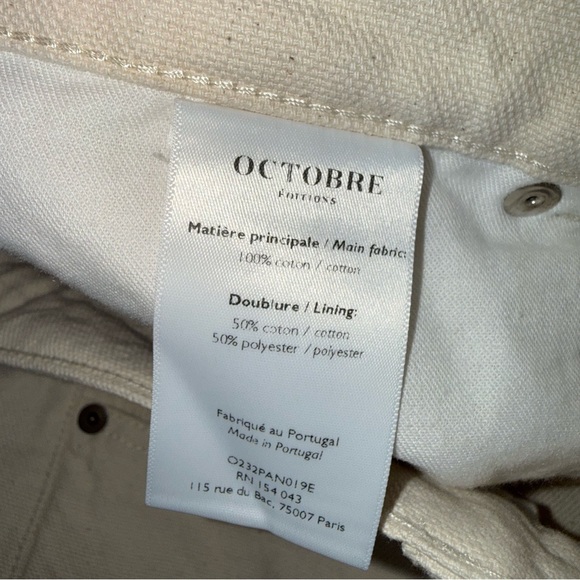 OCTOBRE
ÉDITIONS
Matière principale / Main fabric:
100% coton / cotton
Doublure / Lining:
50% coton / cotton
50% polyester / polyester
Fabriqué au Portugal
Made in Portugal
O232PAN019E
RN 154 043
115 rue du Bac, 75007 Paris